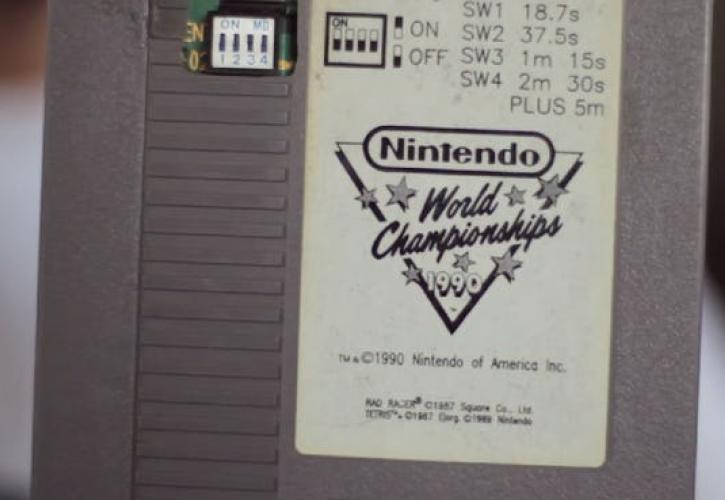 ON MD
EN
1 2 3 4
ON
ON
OFF
SW1 18.7s
SW2 37.5s
SW3 1m 15s
SW4 2m 30s
PLUS 5m
Nintendo
World
Championships
1990
TM & ©1990 Nintendo of America Inc.
RAD RACER® ©1987 Square Co., Ltd.
TETRIS™ ©1987 Elorg. ©1989 Nintendo